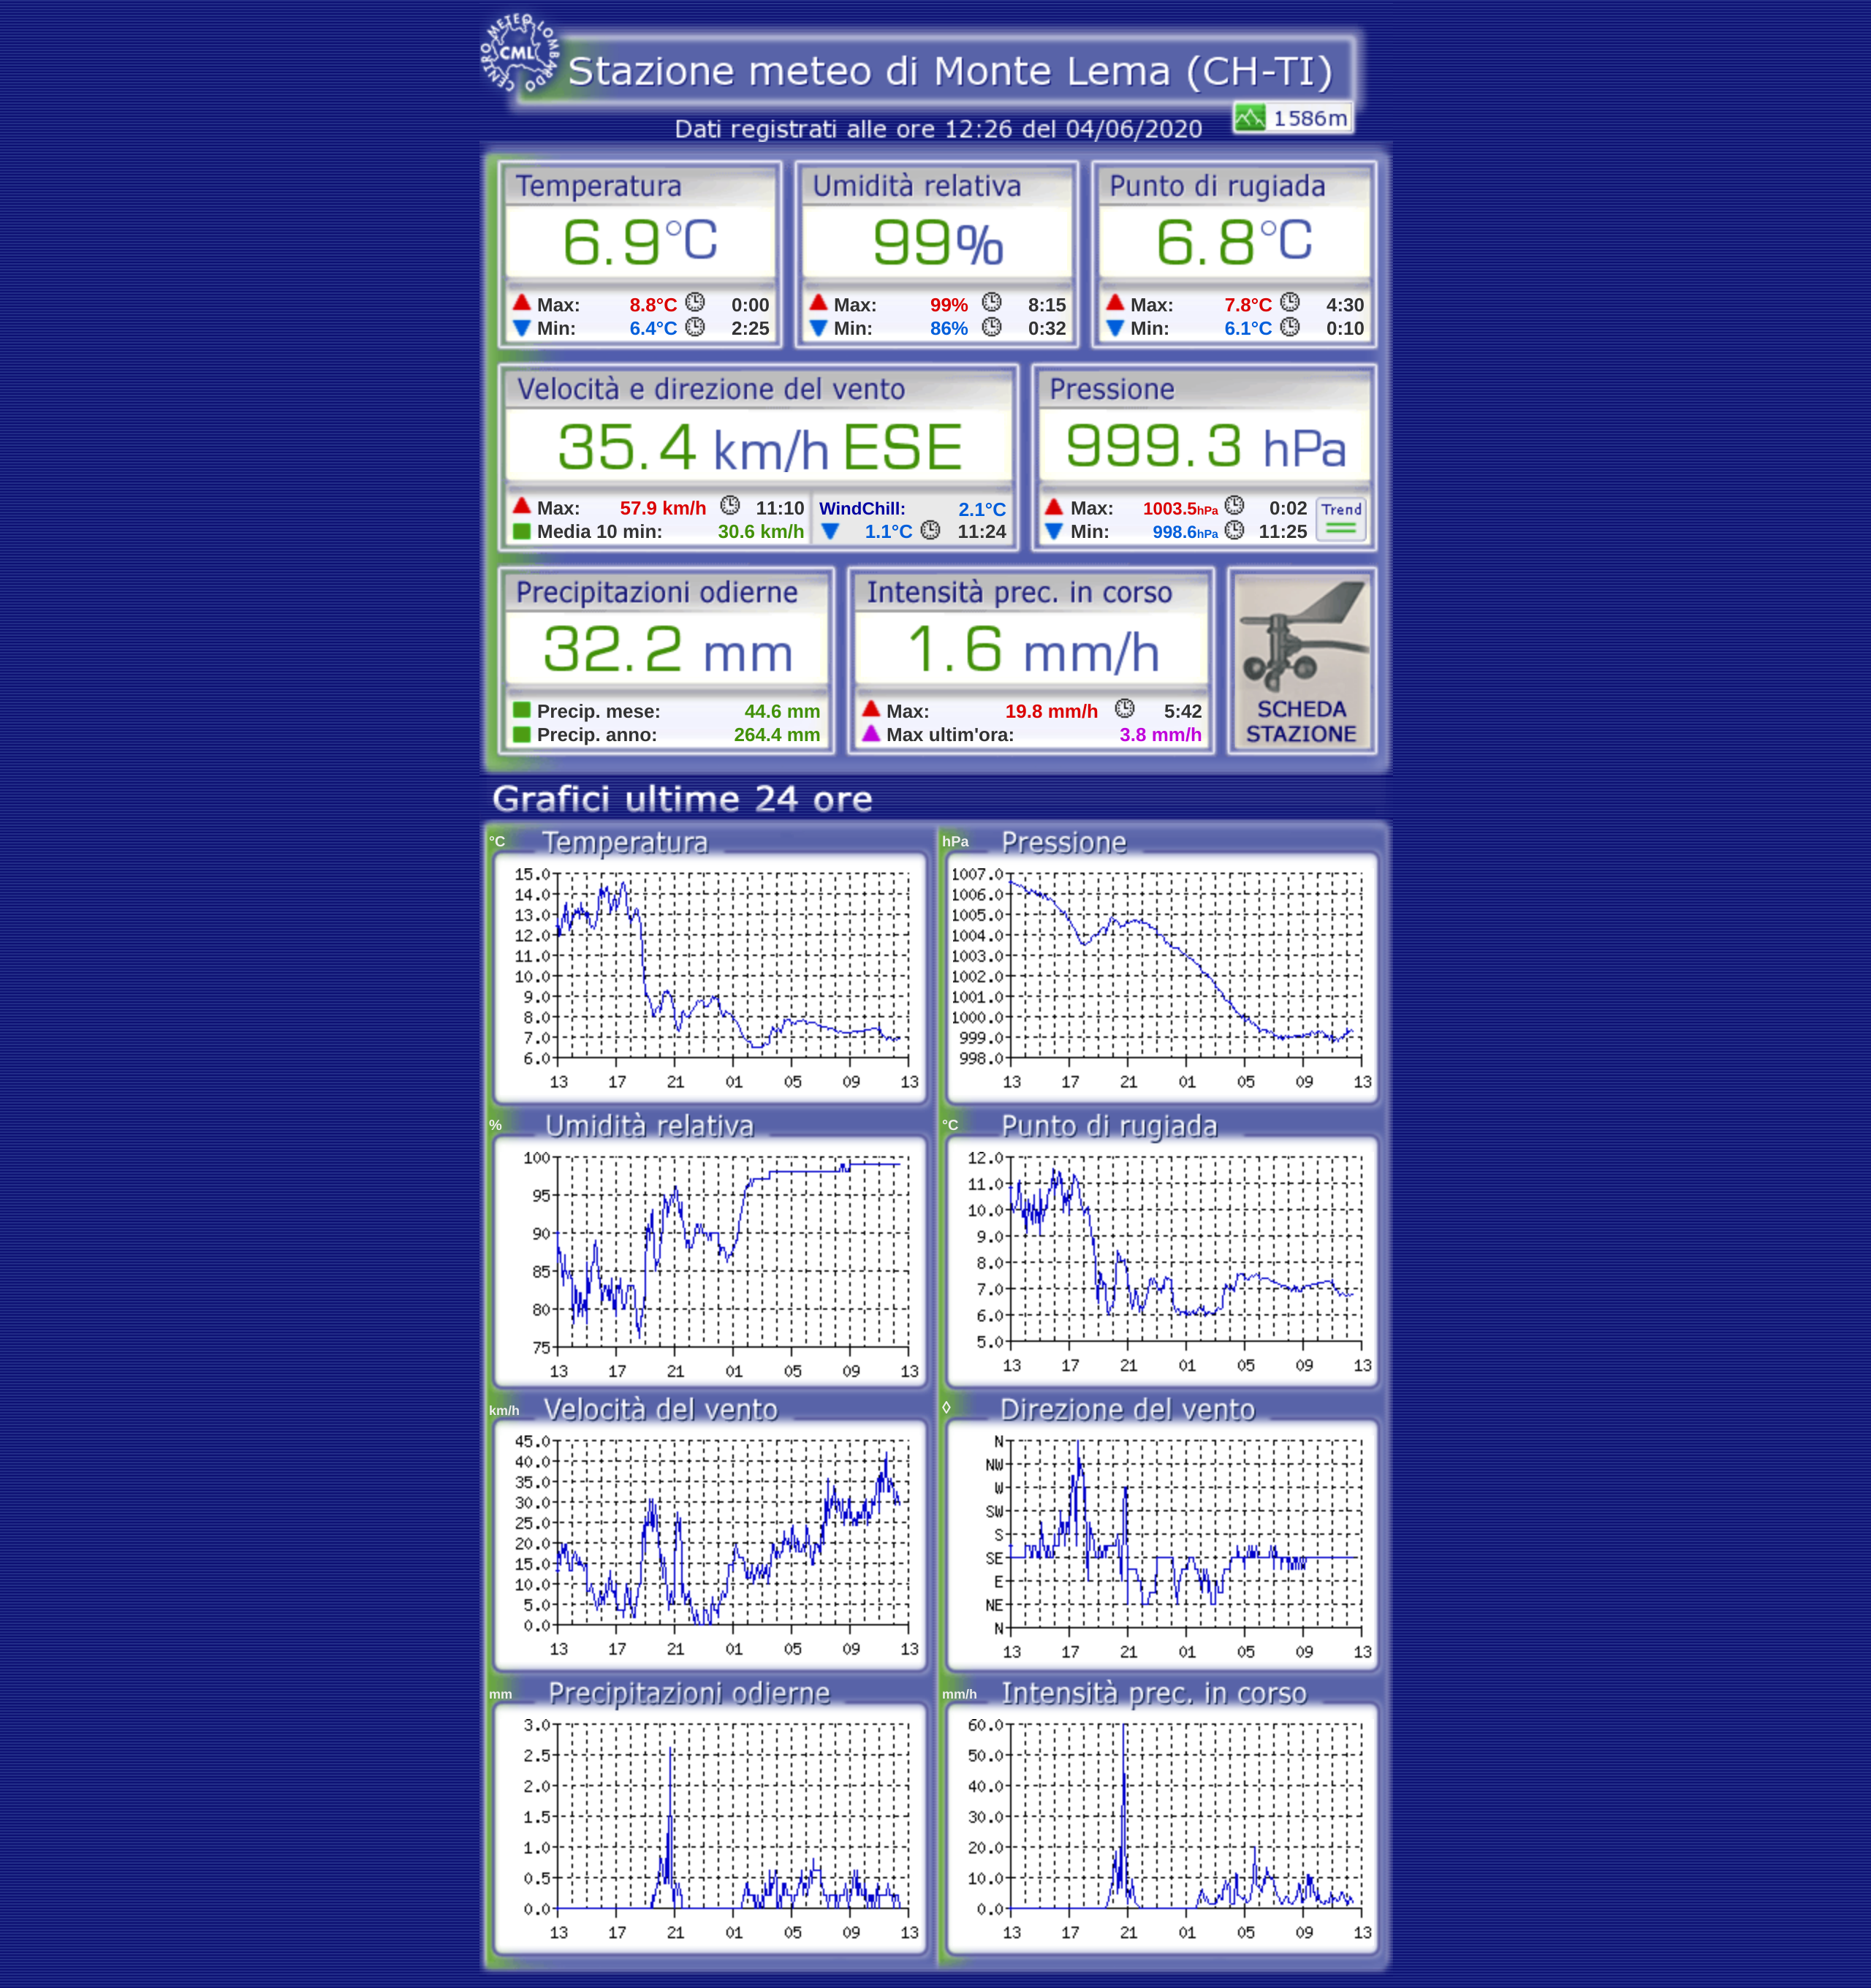 CENTRO METEO LOMBARDO
CML
Stazione meteo di Monte Lema (CH-TI)
1586m
Dati registrati alle ore 12:26 del 04/06/2020
Temperatura
6.9°C
Max: 8.8°C 0:00
Min: 6.4°C 2:25
Umidità relativa
99%
Max: 99% 8:15
Min: 86% 0:32
Punto di rugiada
6.8°C
Max: 7.8°C 4:30
Min: 6.1°C 0:10
Velocità e direzione del vento
35.4 km/h ESE
Max: 57.9 km/h 11:10
Media 10 min: 30.6 km/h
WindChill: 2.1°C
1.1°C 11:24
Pressione
999.3 hPa
Max: 1003.5hPa 0:02
Min: 998.6hPa 11:25
Trend
Precipitazioni odierne
32.2 mm
Precip. mese: 44.6 mm
Precip. anno: 264.4 mm
Intensità prec. in corso
1.6 mm/h
Max: 19.8 mm/h 5:42
Max ultim'ora: 3.8 mm/h
SCHEDA
STAZIONE
Grafici ultime 24 ore
°C Temperatura
15.0
14.0
13.0
12.0
11.0
10.0
9.0
8.0
7.0
6.0
13 17 21 01 05 09 13
hPa Pressione
1007.0
1006.0
1005.0
1004.0
1003.0
1002.0
1001.0
1000.0
999.0
998.0
13 17 21 01 05 09 13
% Umidità relativa
100
95
90
85
80
75
13 17 21 01 05 09 13
°C Punto di rugiada
12.0
11.0
10.0
9.0
8.0
7.0
6.0
5.0
13 17 21 01 05 09 13
km/h Velocità del vento
45.0
40.0
35.0
30.0
25.0
20.0
15.0
10.0
5.0
0.0
13 17 21 01 05 09 13
◊ Direzione del vento
N
NW
W
SW
S
SE
E
NE
N
13 17 21 01 05 09 13
mm Precipitazioni odierne
3.0
2.5
2.0
1.5
1.0
0.5
0.0
13 17 21 01 05 09 13
mm/h Intensità prec. in corso
60.0
50.0
40.0
30.0
20.0
10.0
0.0
13 17 21 01 05 09 13